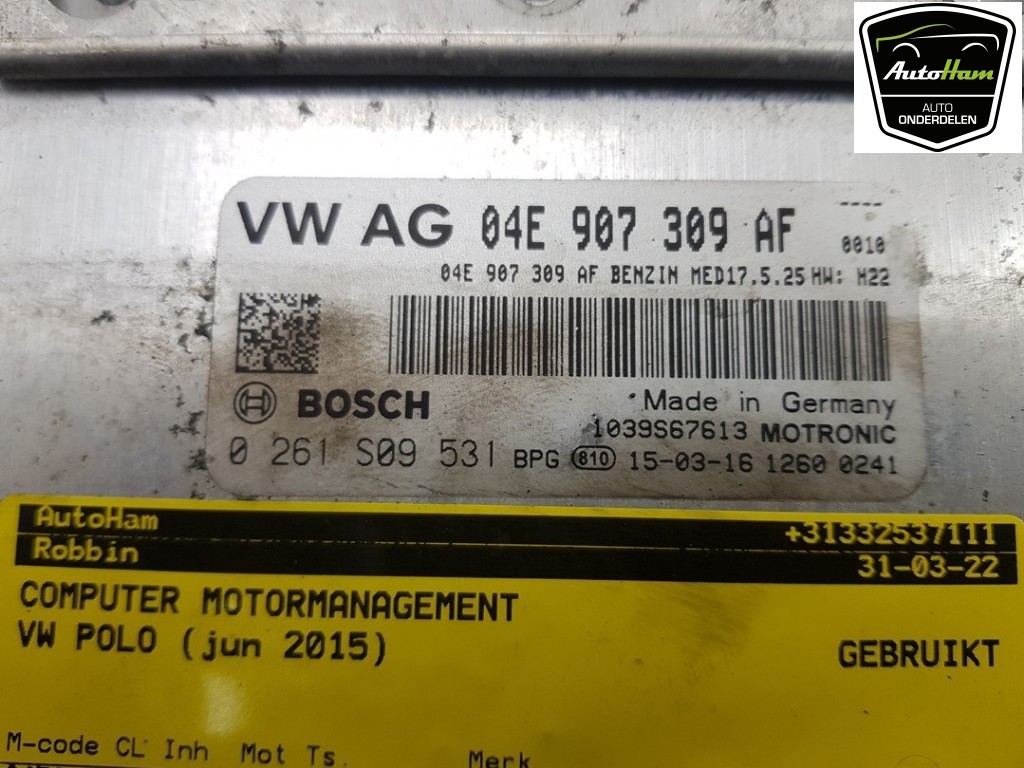 AutoHam
AUTO
ONDERDELEN
VW AG 04E 907 309 AF 0010
04E 907 309 AF BENZIN MED17.5.25 HW: H22
BOSCH
Made in Germany
1039S67613 MOTRONIC
0 261 S09 531 BPG 810 15-03-16 1260 0241
AutoHam +31332537111
Robbin 31-03-22
COMPUTER MOTORMANAGEMENT
VW POLO (jun 2015) GEBRUIKT
M-code CL Inh Mot Ts. Merk